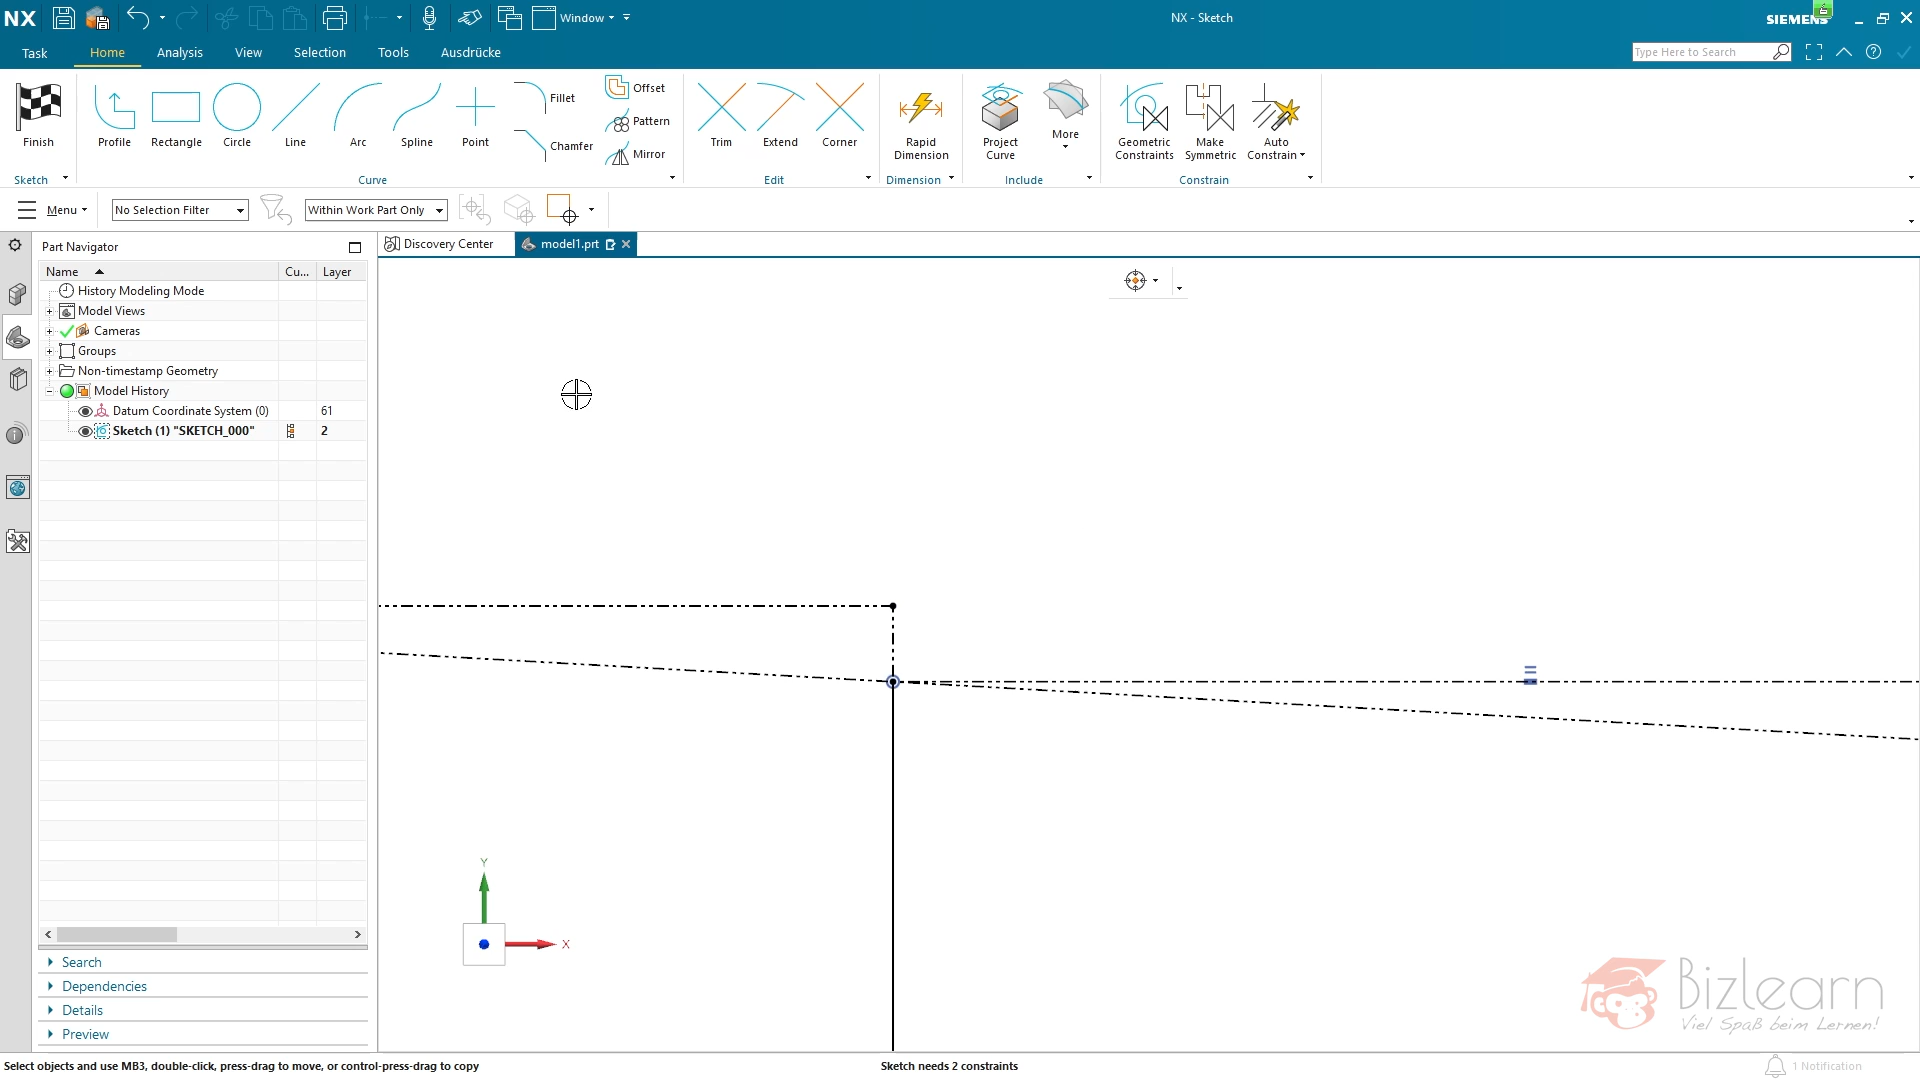 NX
Window
NX - Sketch
SIEMENS
Task
Home
Analysis
View
Selection
Tools
Ausdrücke
Type Here to Search
Finish
Profile
Rectangle
Circle
Line
Arc
Spline
Point
Fillet
Chamfer
Offset
Pattern
Mirror
Trim
Extend
Corner
Rapid
Dimension
Project
Curve
More
Geometric
Constraints
Make
Symmetric
Auto
Constrain
Sketch
Curve
Edit
Dimension
Include
Constrain
Menu
No Selection Filter
Within Work Part Only
Part Navigator
Discovery Center
model1.prt
Name
Cu...
Layer
History Modeling Mode
Model Views
Cameras
Groups
Non-timestamp Geometry
Model History
Datum Coordinate System (0)
61
Sketch (1) "SKETCH_000"
2
Y
X
Search
Dependencies
Details
Preview
Bizlearn
Viel Spaß beim Lernen!
Select objects and use MB3, double-click, press-drag to move, or control-press-drag to copy
Sketch needs 2 constraints
1 Notification